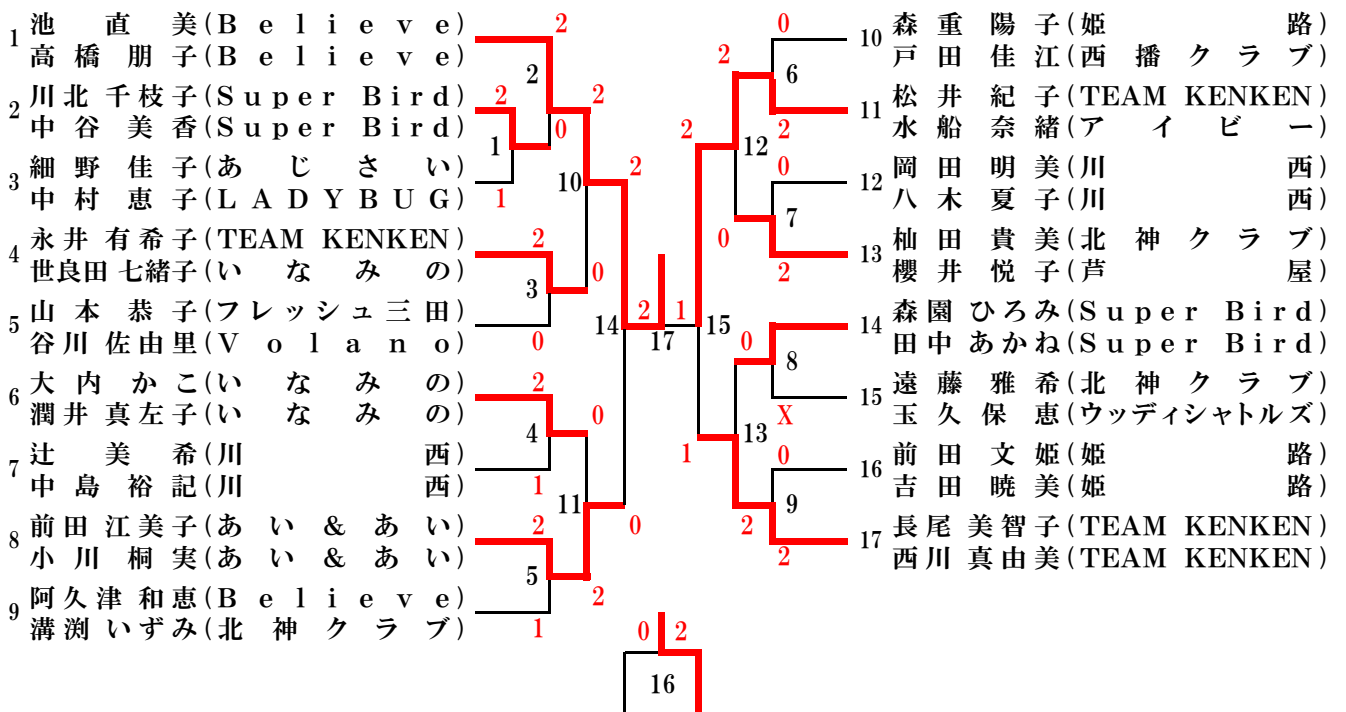 1 池直美(Believe)
高橋朋子(Believe)
2 川北千枝子(Super Bird)
中谷美香(Super Bird)
3 細野佳子(あじさい)
中村恵子(LADYBUG)
4 永井有希子(TEAM KENKEN)
世良田七緒子(いなみの)
5 山本恭子(フレッシュ三田)
谷川佐由里(Volano)
6 大内かこ(いなみの)
潤井真左子(いなみの)
7 辻美希(川西)
中島裕記(川西)
8 前田江美子(あい&あい)
小川桐実(あい&あい)
9 阿久津和恵(Believe)
溝渕いずみ(北神クラブ)
2
2
2
2
0
1
1
10
2
1
2
0
3
0
14
2
1
17
2
0
4
1
11
2
0
5
2
1
0
2
16
0
2
6
2
12
2
0
7
0
2
15
0
8
X
13
1
0
2
9
2
10 森重陽子(姫路)
戸田佳江(西播クラブ)
11 松井紀子(TEAM KENKEN)
水船奈緒(アイビー)
12 岡田明美(川西)
八木夏子(川西)
13 杣田貴美(北神クラブ)
櫻井悦子(芦屋)
14 森園ひろみ(Super Bird)
田中あかね(Super Bird)
15 遠藤雅希(北神クラブ)
玉久保恵(ウッディシャトルズ)
16 前田文姫(姫路)
吉田暁美(姫路)
17 長尾美智子(TEAM KENKEN)
西川真由美(TEAM KENKEN)